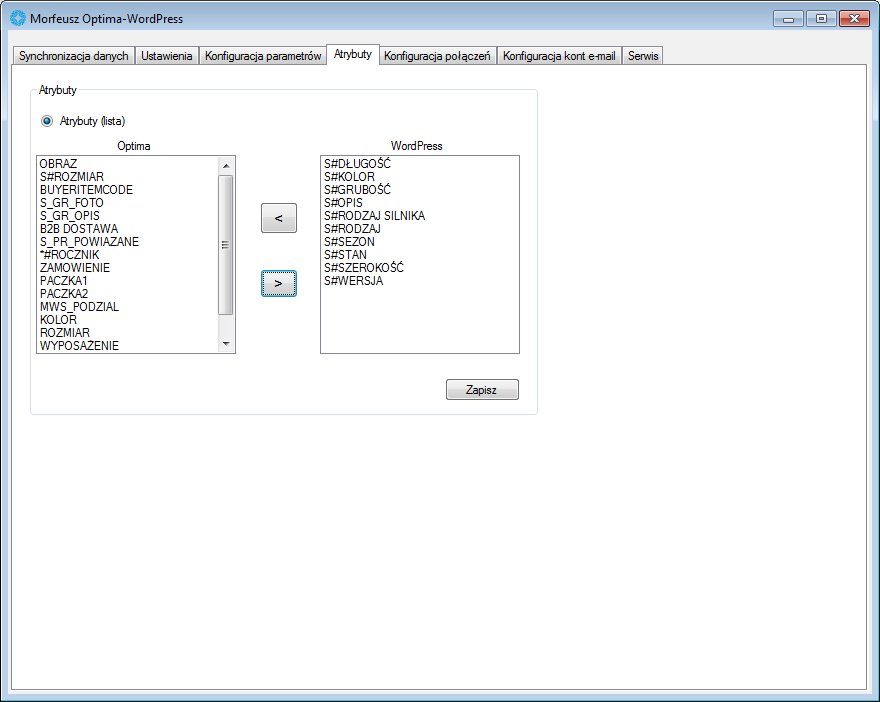 Morfeusz Optima-WordPress
Synchronizacja danych Ustawienia Konfiguracja parametrów Atrybuty Konfiguracja połączeń Konfiguracja kont e-mail Serwis
Atrybuty
Atrybuty (lista)
Optima
OBRAZ
S#ROZMIAR
BUYERITEMCODE
S_GR_FOTO
S_GR_OPIS
B2B DOSTAWA
S_PR_POWIAZANE
*#ROCZNIK
ZAMOWIENIE
PACZKA1
PACZKA2
MWS_PODZIAL
KOLOR
ROZMIAR
WYPOSAŻENIE
<
>
WordPress
S#DŁUGOŚĆ
S#KOLOR
S#GRUBOŚĆ
S#OPIS
S#RODZAJ SILNIKA
S#RODZAJ
S#SEZON
S#STAN
S#SZEROKOŚĆ
S#WERSJA
Zapisz